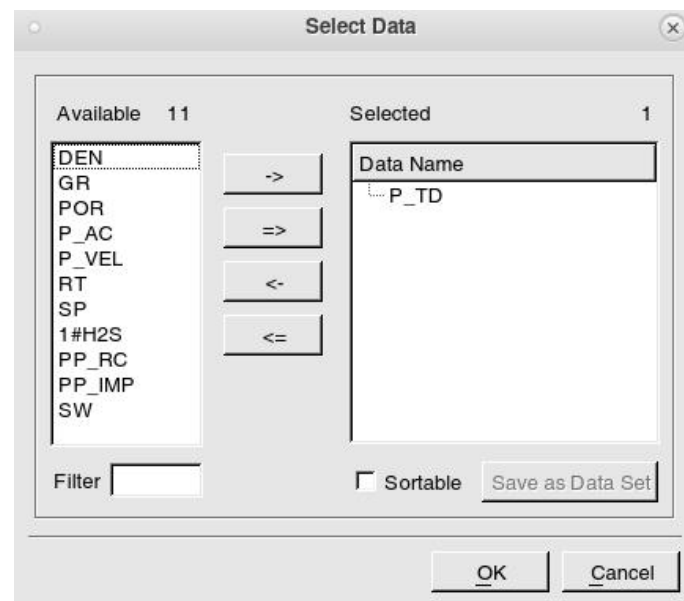 Select Data
Available 11
Selected 1
DEN
GR
POR
P_AC
P_VEL
RT
SP
1#H2S
PP_RC
PP_IMP
SW
->
=>
<-
<=
Data Name
P_TD
Filter
Sortable
Save as Data Set
OK
Cancel